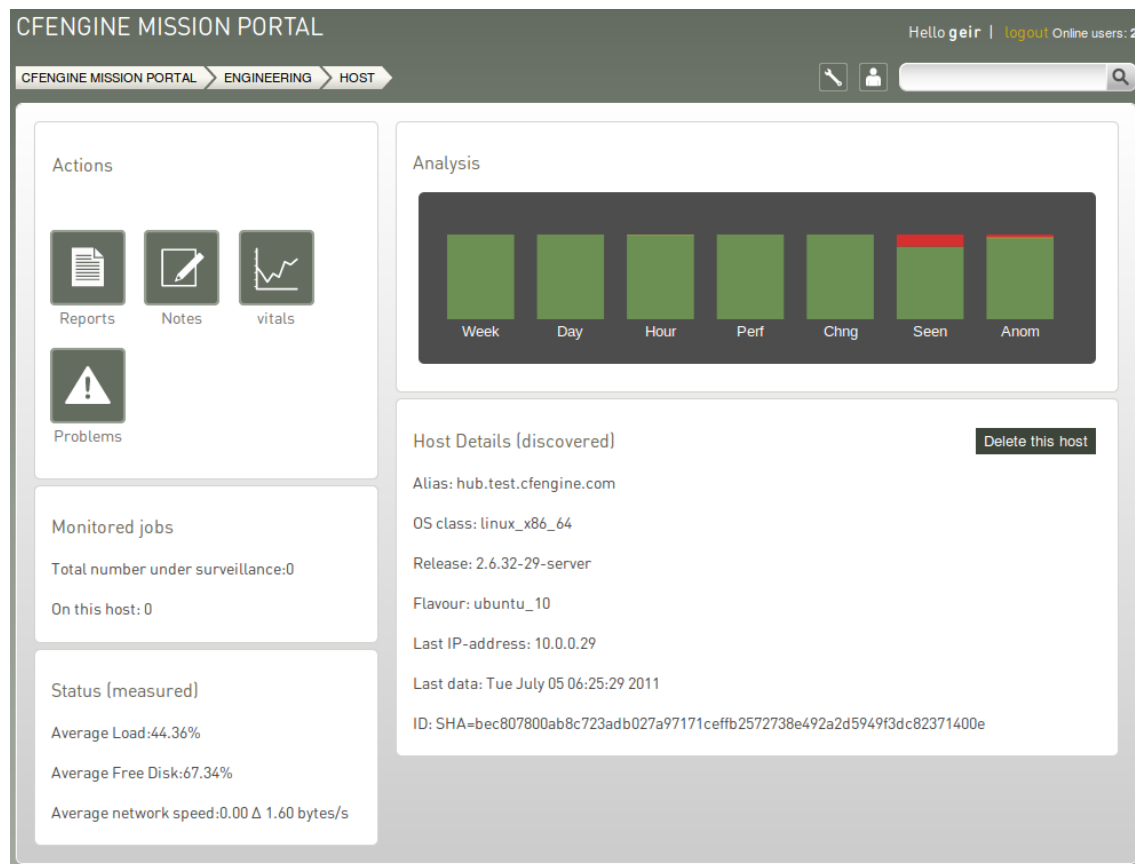 CFENGINE MISSION PORTAL
Hello geir | logout Online users: 2
CFENGINE MISSION PORTAL ENGINEERING HOST
Actions
Reports Notes vitals
Problems
Monitored jobs
Total number under surveillance:0
On this host: 0
Status (measured)
Average Load:44.36%
Average Free Disk:67.34%
Average network speed:0.00 Δ 1.60 bytes/s
Analysis
Week Day Hour Perf Chng Seen Anom
Host Details (discovered)
Delete this host
Alias: hub.test.cfengine.com
OS class: linux_x86_64
Release: 2.6.32-29-server
Flavour: ubuntu_10
Last IP-address: 10.0.0.29
Last data: Tue July 05 06:25:29 2011
ID: SHA=bec807800ab8c723adb027a97171ceffb2572738e492a2d5949f3dc82371400e